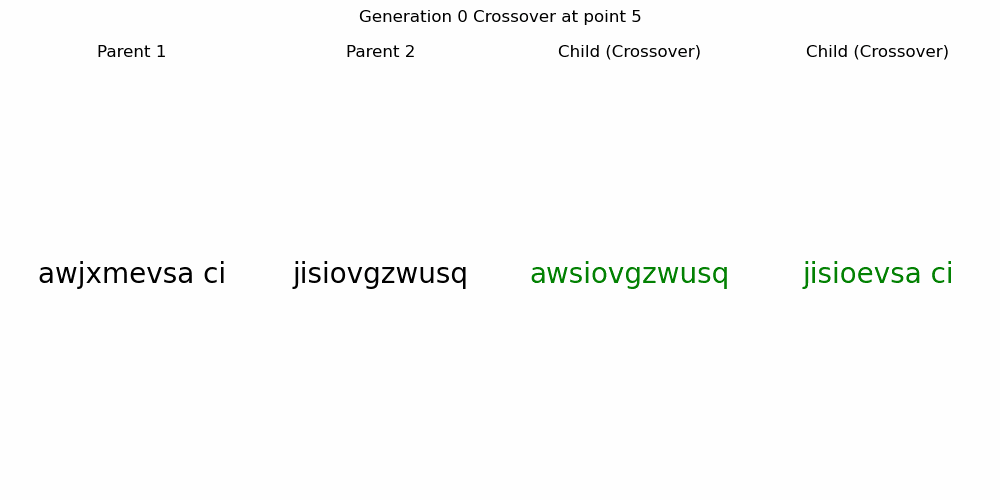 Generation 0 Crossover at point 5
Parent 1 Parent 2 Child (Crossover) Child (Crossover)
awjxmevsa ci jisiovgzwusq awsiovgzwusq jisioevsa ci